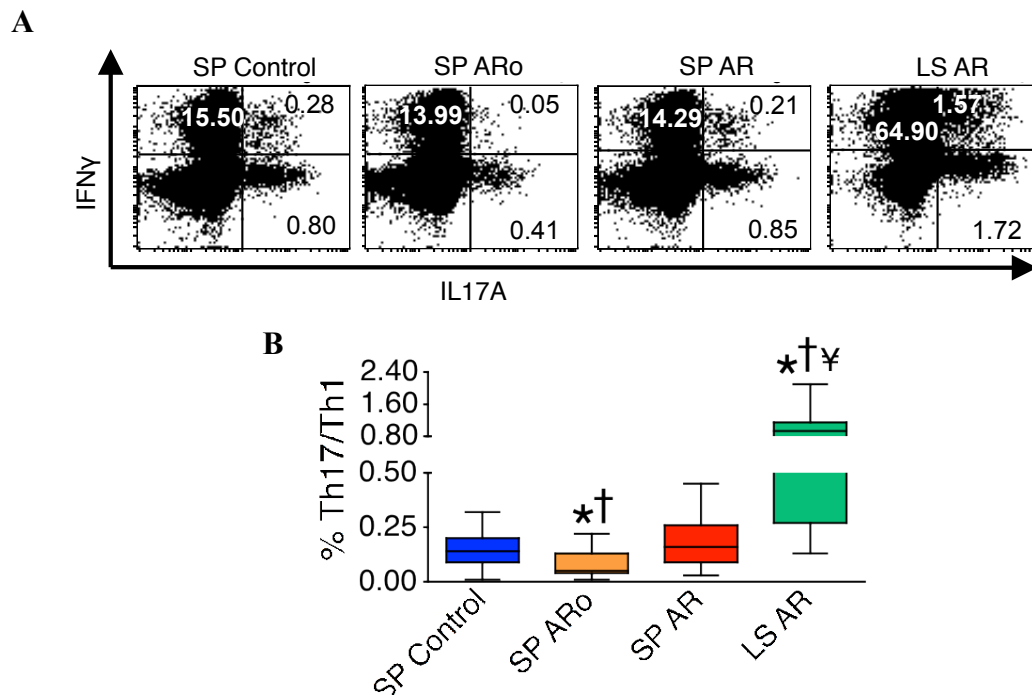 A
SP Control SP ARo SP AR LS AR
15.50 0.28 13.99 0.05 14.29 0.21 1.57
64.90
0.80 0.41 0.85 1.72
IFNγ
IL17A
B
% Th17/Th1
2.40
1.60
0.80
0.50
0.25
0.00
*†
*†¥
SP Control
SP ARo
SP AR
LS AR